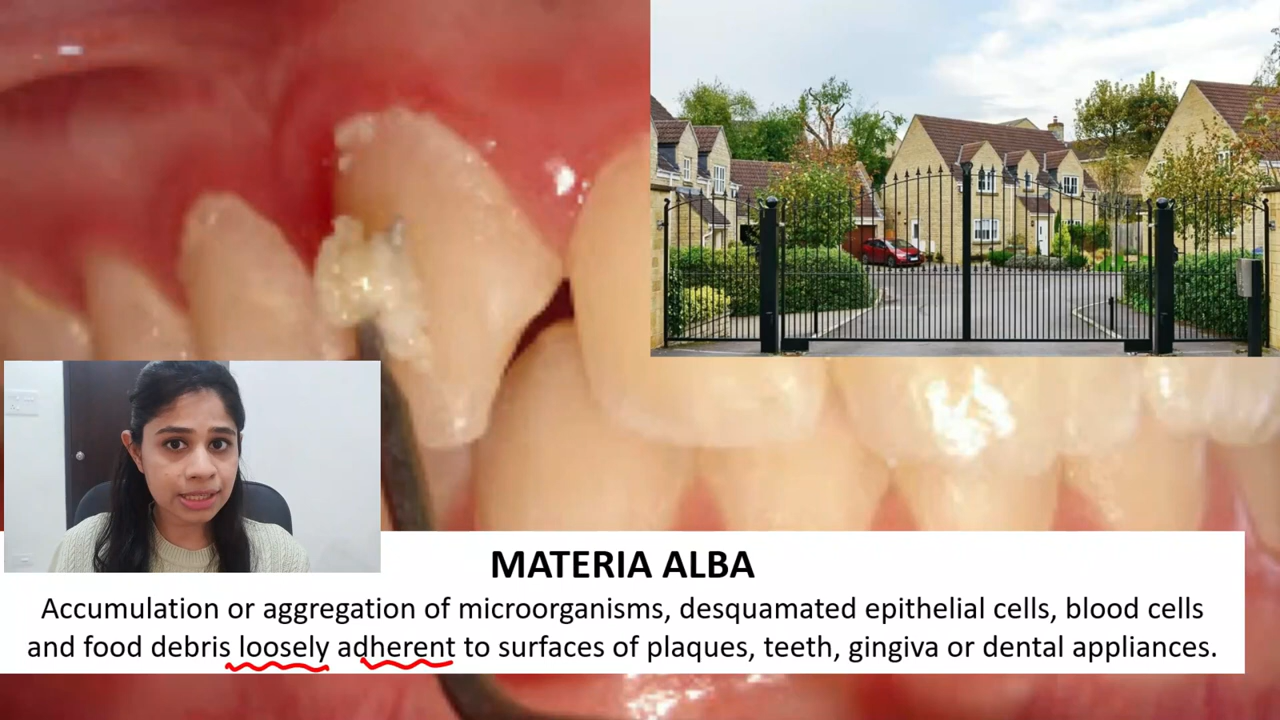 MATERIA ALBA
Accumulation or aggregation of microorganisms, desquamated epithelial cells, blood cells
and food debris loosely adherent to surfaces of plaques, teeth, gingiva or dental appliances.